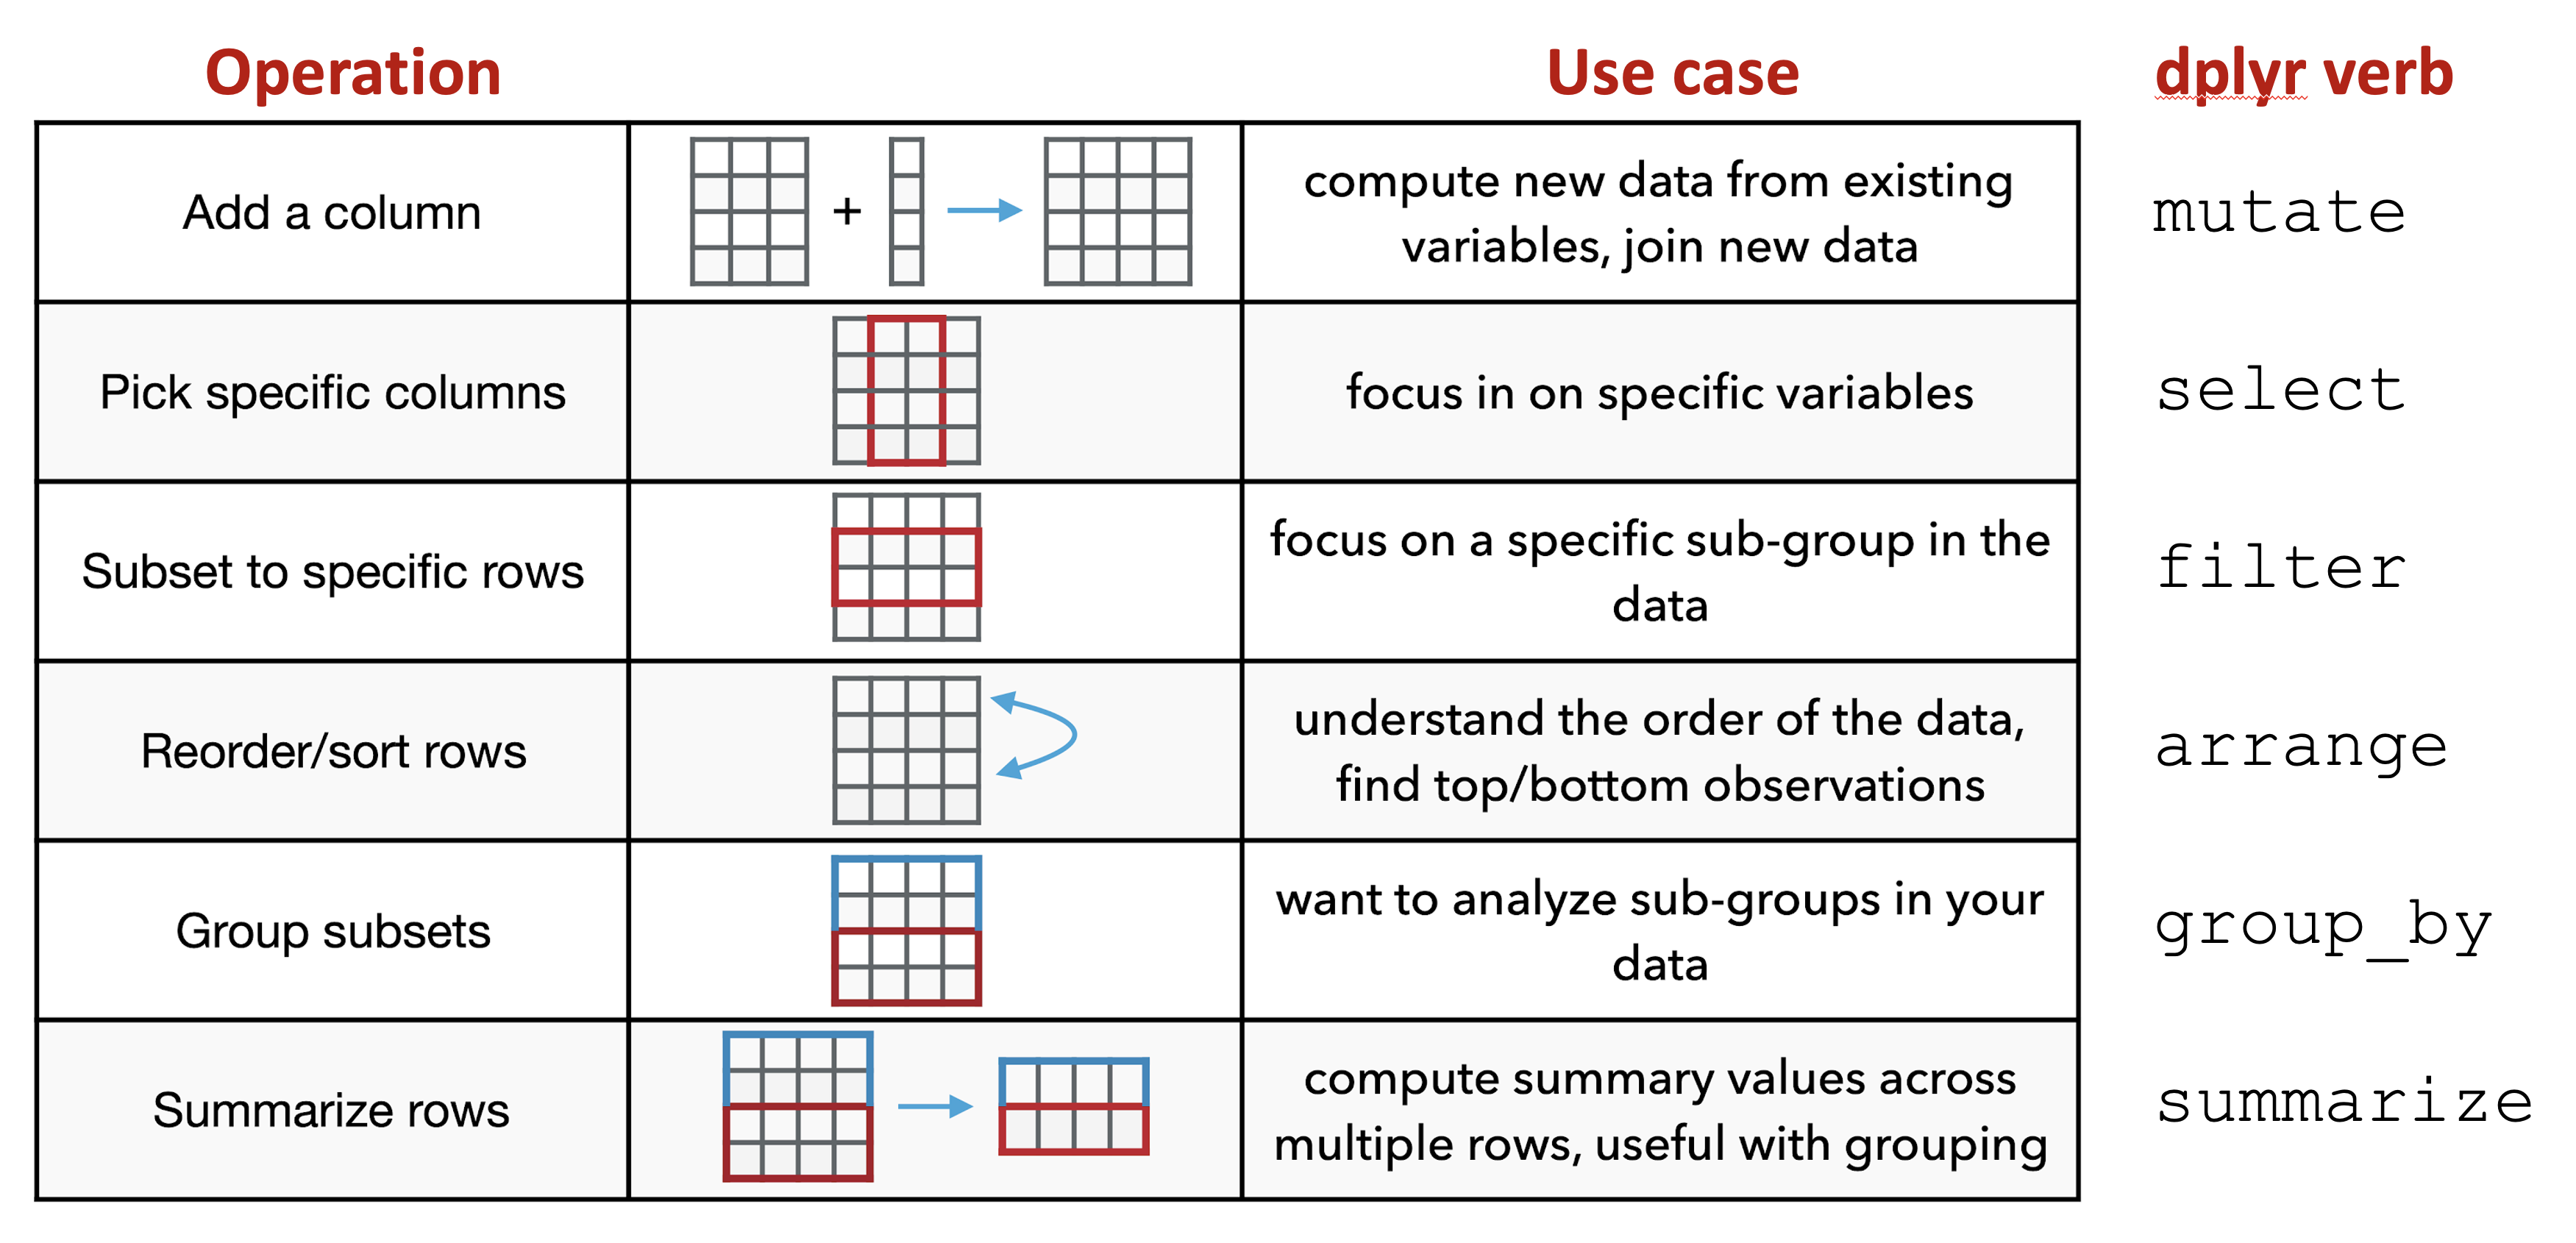 Operation Use case dplyr verb
Add a column + compute new data from existing variables, join new data mutate
Pick specific columns focus in on specific variables select
Subset to specific rows focus on a specific sub-group in the data filter
Reorder/sort rows understand the order of the data, find top/bottom observations arrange
Group subsets want to analyze sub-groups in your data group_by
Summarize rows compute summary values across multiple rows, useful with grouping summarize